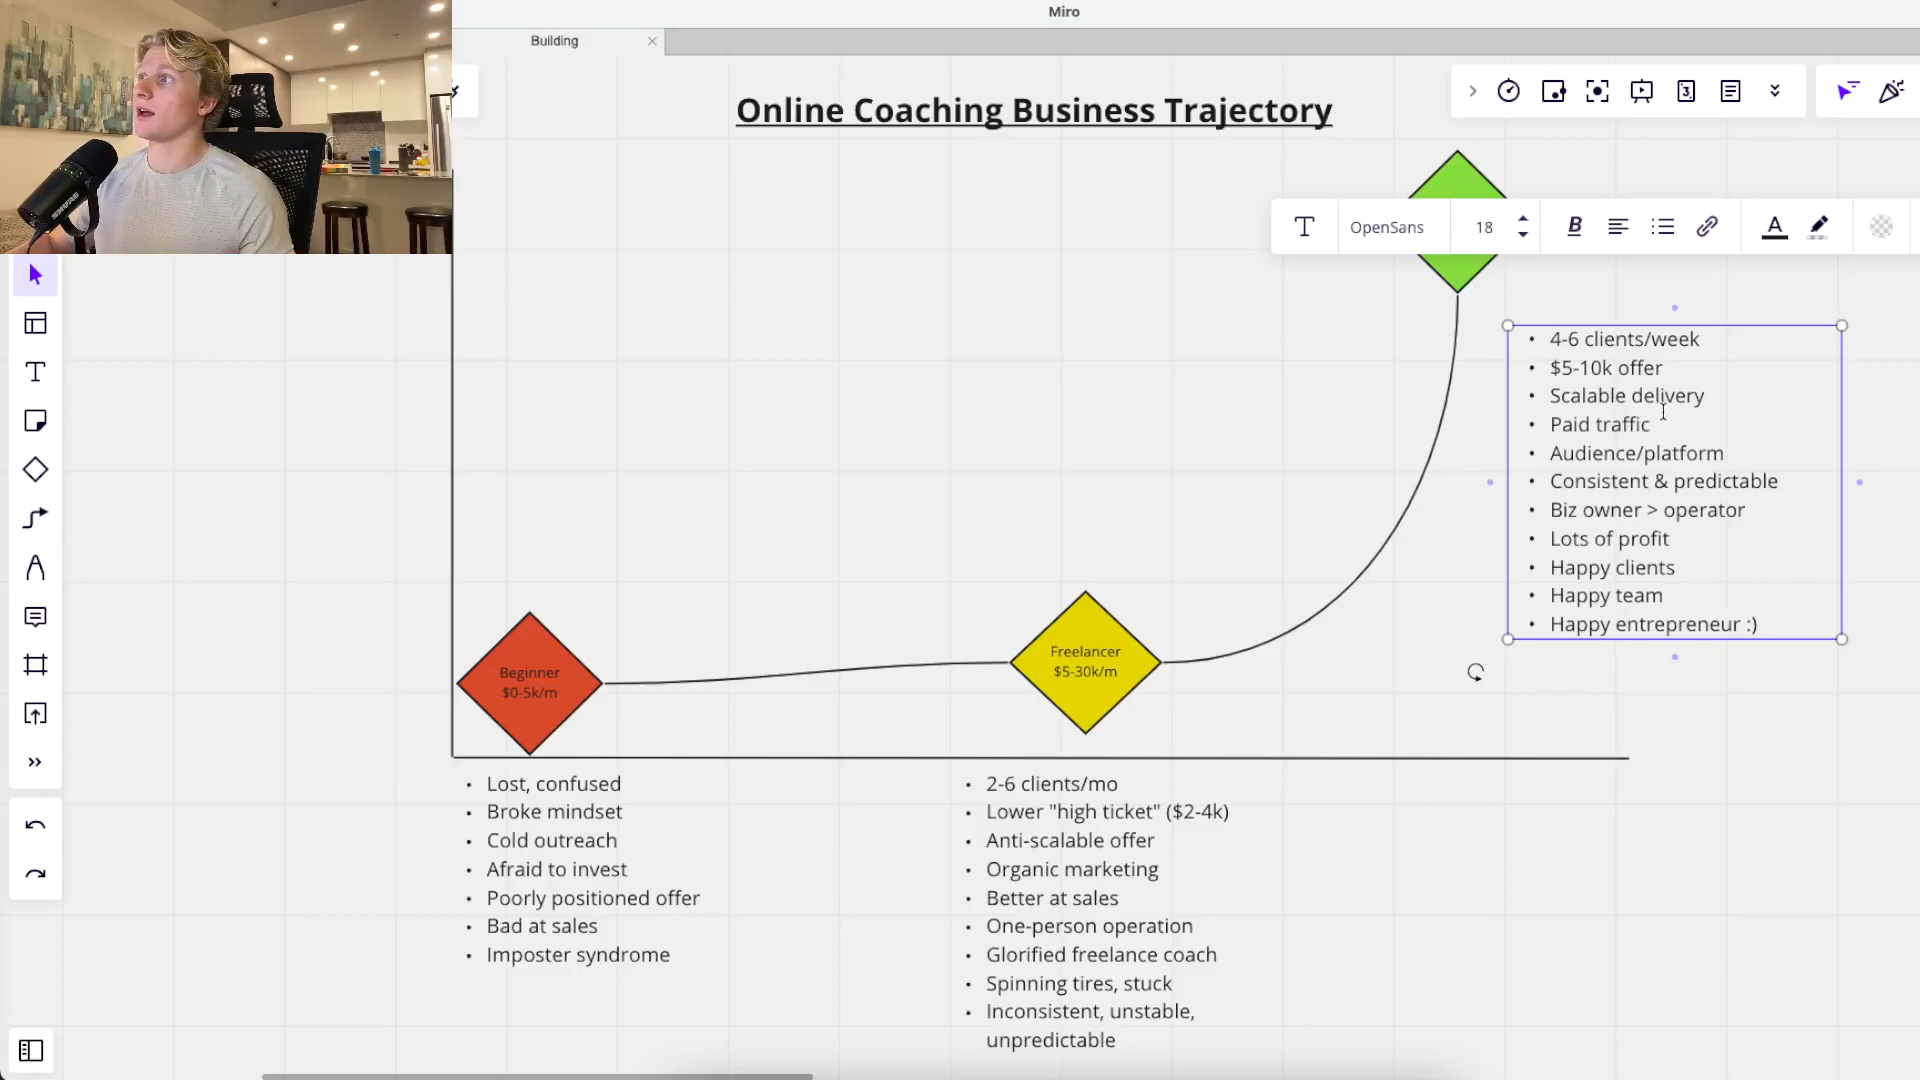 Miro
Building
Online Coaching Business Trajectory
OpenSans
18
B
A
3
SHURE
4-6 clients/week
$5-10k offer
Scalable delivery
Paid traffic
Audience/platform
Consistent & predictable
Biz owner > operator
Lots of profit
Happy clients
Happy team
Happy entrepreneur :)
Beginner
$0-5k/m
Freelancer
$5-30k/m
Lost, confused
Broke mindset
Cold outreach
Afraid to invest
Poorly positioned offer
Bad at sales
Imposter syndrome
2-6 clients/mo
Lower "high ticket" ($2-4k)
Anti-scalable offer
Organic marketing
Better at sales
One-person operation
Glorified freelance coach
Spinning tires, stuck
Inconsistent, unstable,
unpredictable